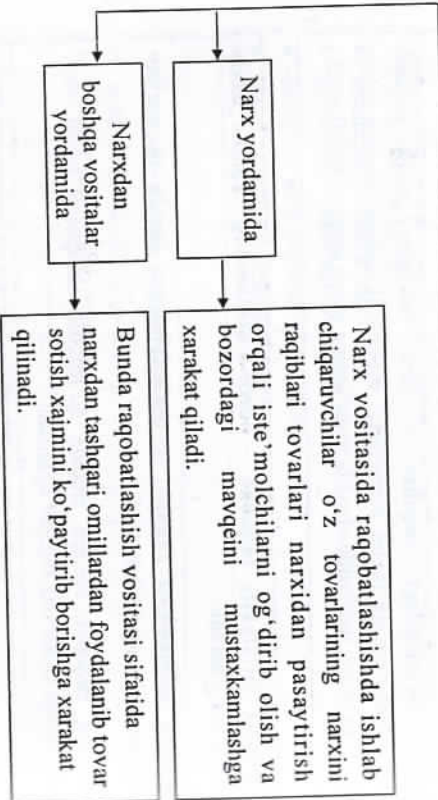 Narx yordamida
Narx vositasida raqobatlashishda ishlab
chiqaruvchilar o‘z tovarlarining narxini
raqiblari tovarlari narxidan pasaytirish
orqali iste’molchilarni og‘dirib olish va
bozordagi mavqeini mustaxkamlashga
xarakat qiladi.
Narxdan
boshqa vositalar
yordamida
Bunda raqobatlashish vositasi sifatida
narxdan tashqari omillardan foydalanib tovar
sotish xajmini ko‘paytirib borishga xarakat
qilinadi.